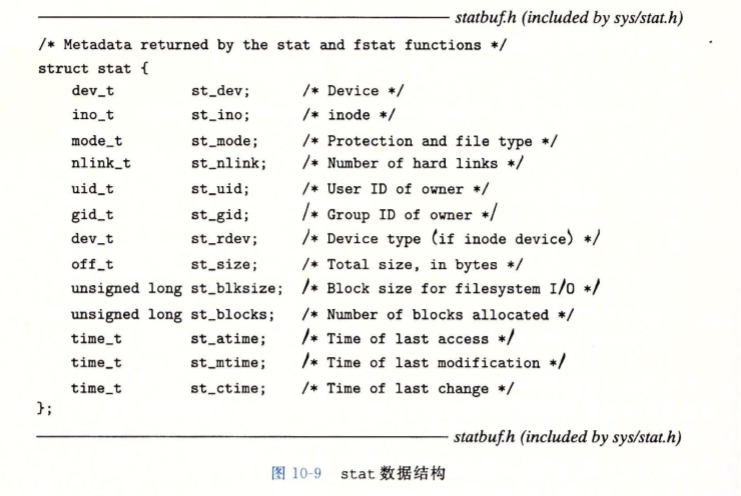 statbuf.h (included by sys/stat.h)
/* Metadata returned by the stat and fstat functions */
struct stat {
    dev_t         st_dev;      /* Device */
    ino_t         st_ino;      /* inode */
    mode_t        st_mode;     /* Protection and file type */
    nlink_t       st_nlink;    /* Number of hard links */
    uid_t         st_uid;      /* User ID of owner */
    gid_t         st_gid;      /* Group ID of owner */
    dev_t         st_rdev;     /* Device type (if inode device) */
    off_t         st_size;     /* Total size, in bytes */
    unsigned long st_blksize;  /* Block size for filesystem I/O */
    unsigned long st_blocks;   /* Number of blocks allocated */
    time_t        st_atime;    /* Time of last access */
    time_t        st_mtime;    /* Time of last modification */
    time_t        st_ctime;    /* Time of last change */
};
statbuf.h (included by sys/stat.h)
图 10-9 stat 数据结构